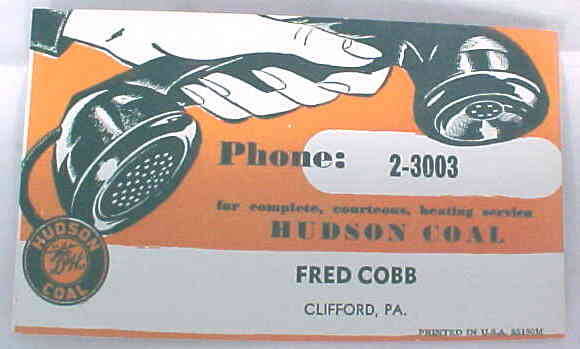 Phone: 2-3003
for complete, courteous, heating service
HUDSON COAL
HUDSON
COAL
FRED COBB
CLIFFORD, PA.
PRINTED IN U.S.A.